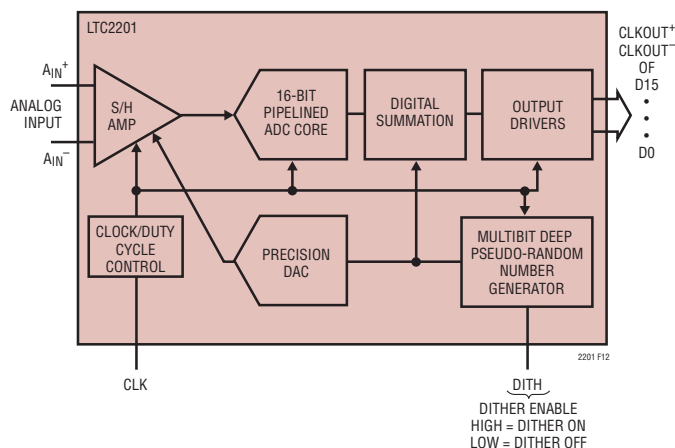 LTC2201
AIN+
ANALOG
INPUT
AIN−
S/H
AMP
16-BIT
PIPELINED
ADC CORE
DIGITAL
SUMMATION
OUTPUT
DRIVERS
CLKOUT+
CLKOUT−
OF
D15
•
•
•
D0
CLOCK/DUTY
CYCLE
CONTROL
PRECISION
DAC
MULTIBIT DEEP
PSEUDO-RANDOM
NUMBER
GENERATOR
2201 F12
CLK
DITH
DITHER ENABLE
HIGH = DITHER ON
LOW = DITHER OFF